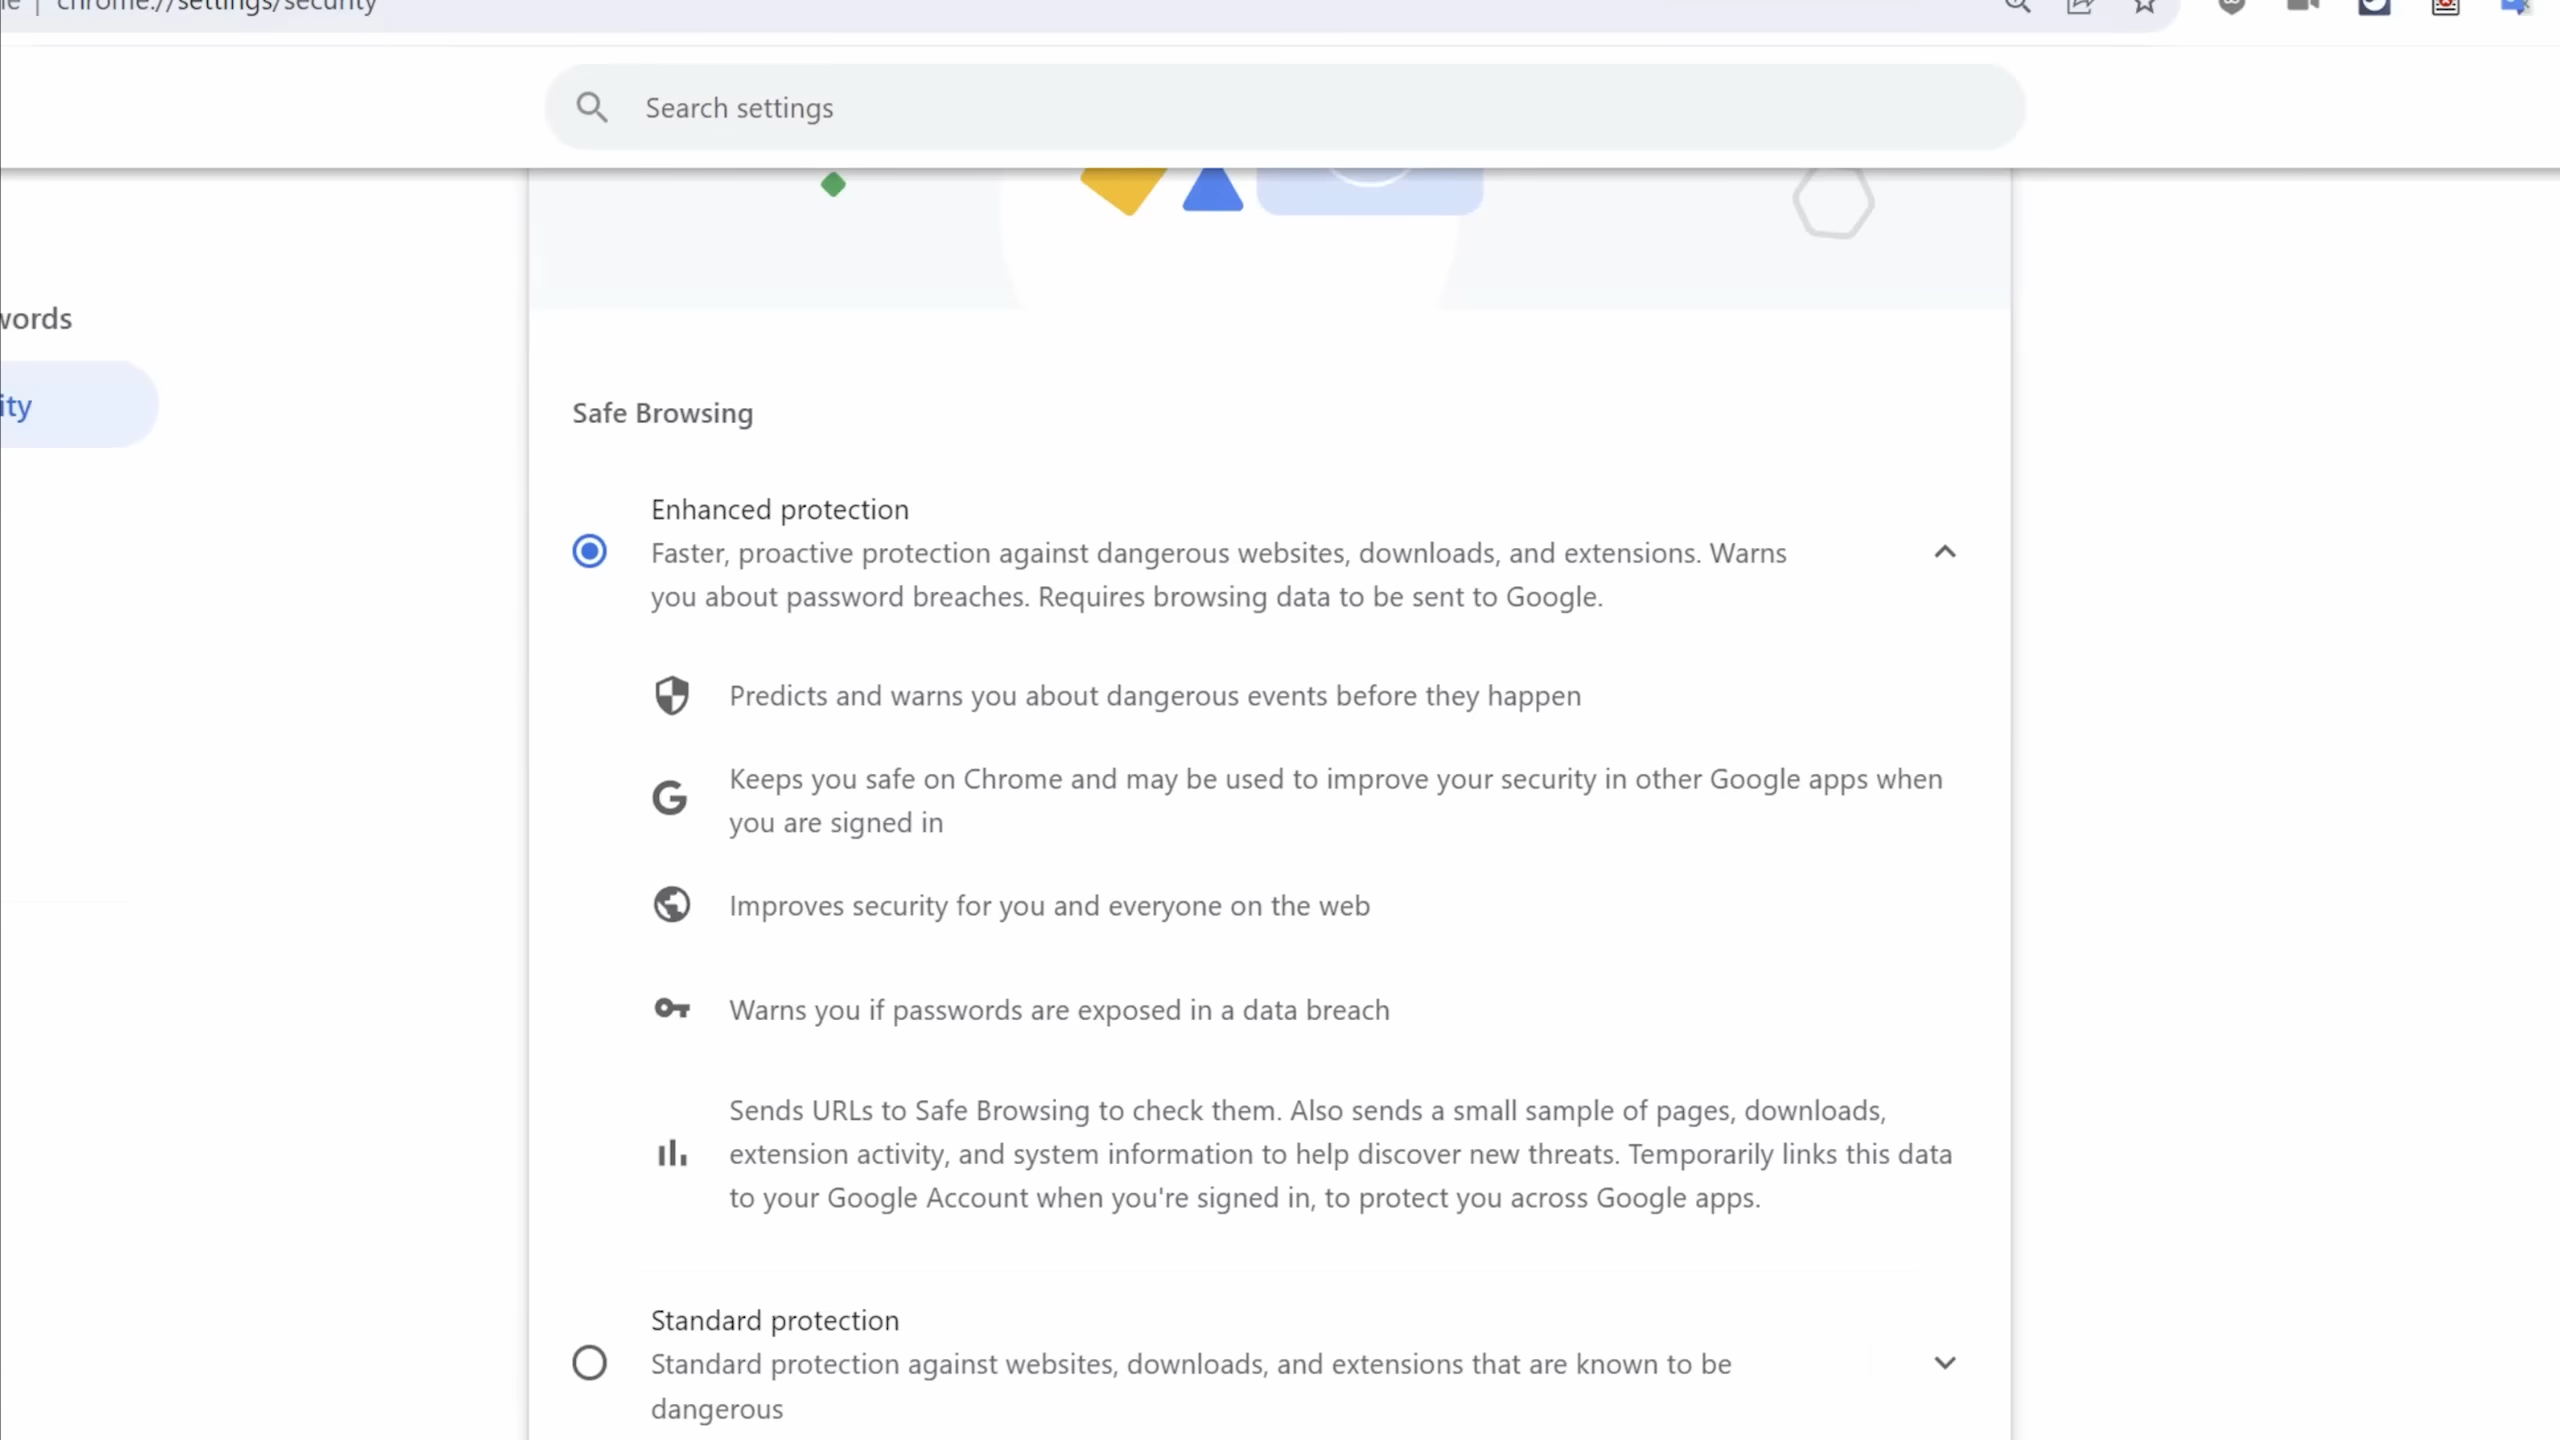 chrome://settings/security
Search settings
ity
Safe Browsing
Enhanced protection
Faster, proactive protection against dangerous websites, downloads, and extensions. Warns
you about password breaches. Requires browsing data to be sent to Google.
Predicts and warns you about dangerous events before they happen
Keeps you safe on Chrome and may be used to improve your security in other Google apps when
you are signed in
Improves security for you and everyone on the web
Warns you if passwords are exposed in a data breach
Sends URLs to Safe Browsing to check them. Also sends a small sample of pages, downloads,
extension activity, and system information to help discover new threats. Temporarily links this data
to your Google Account when you're signed in, to protect you across Google apps.
Standard protection
Standard protection against websites, downloads, and extensions that are known to be
dangerous